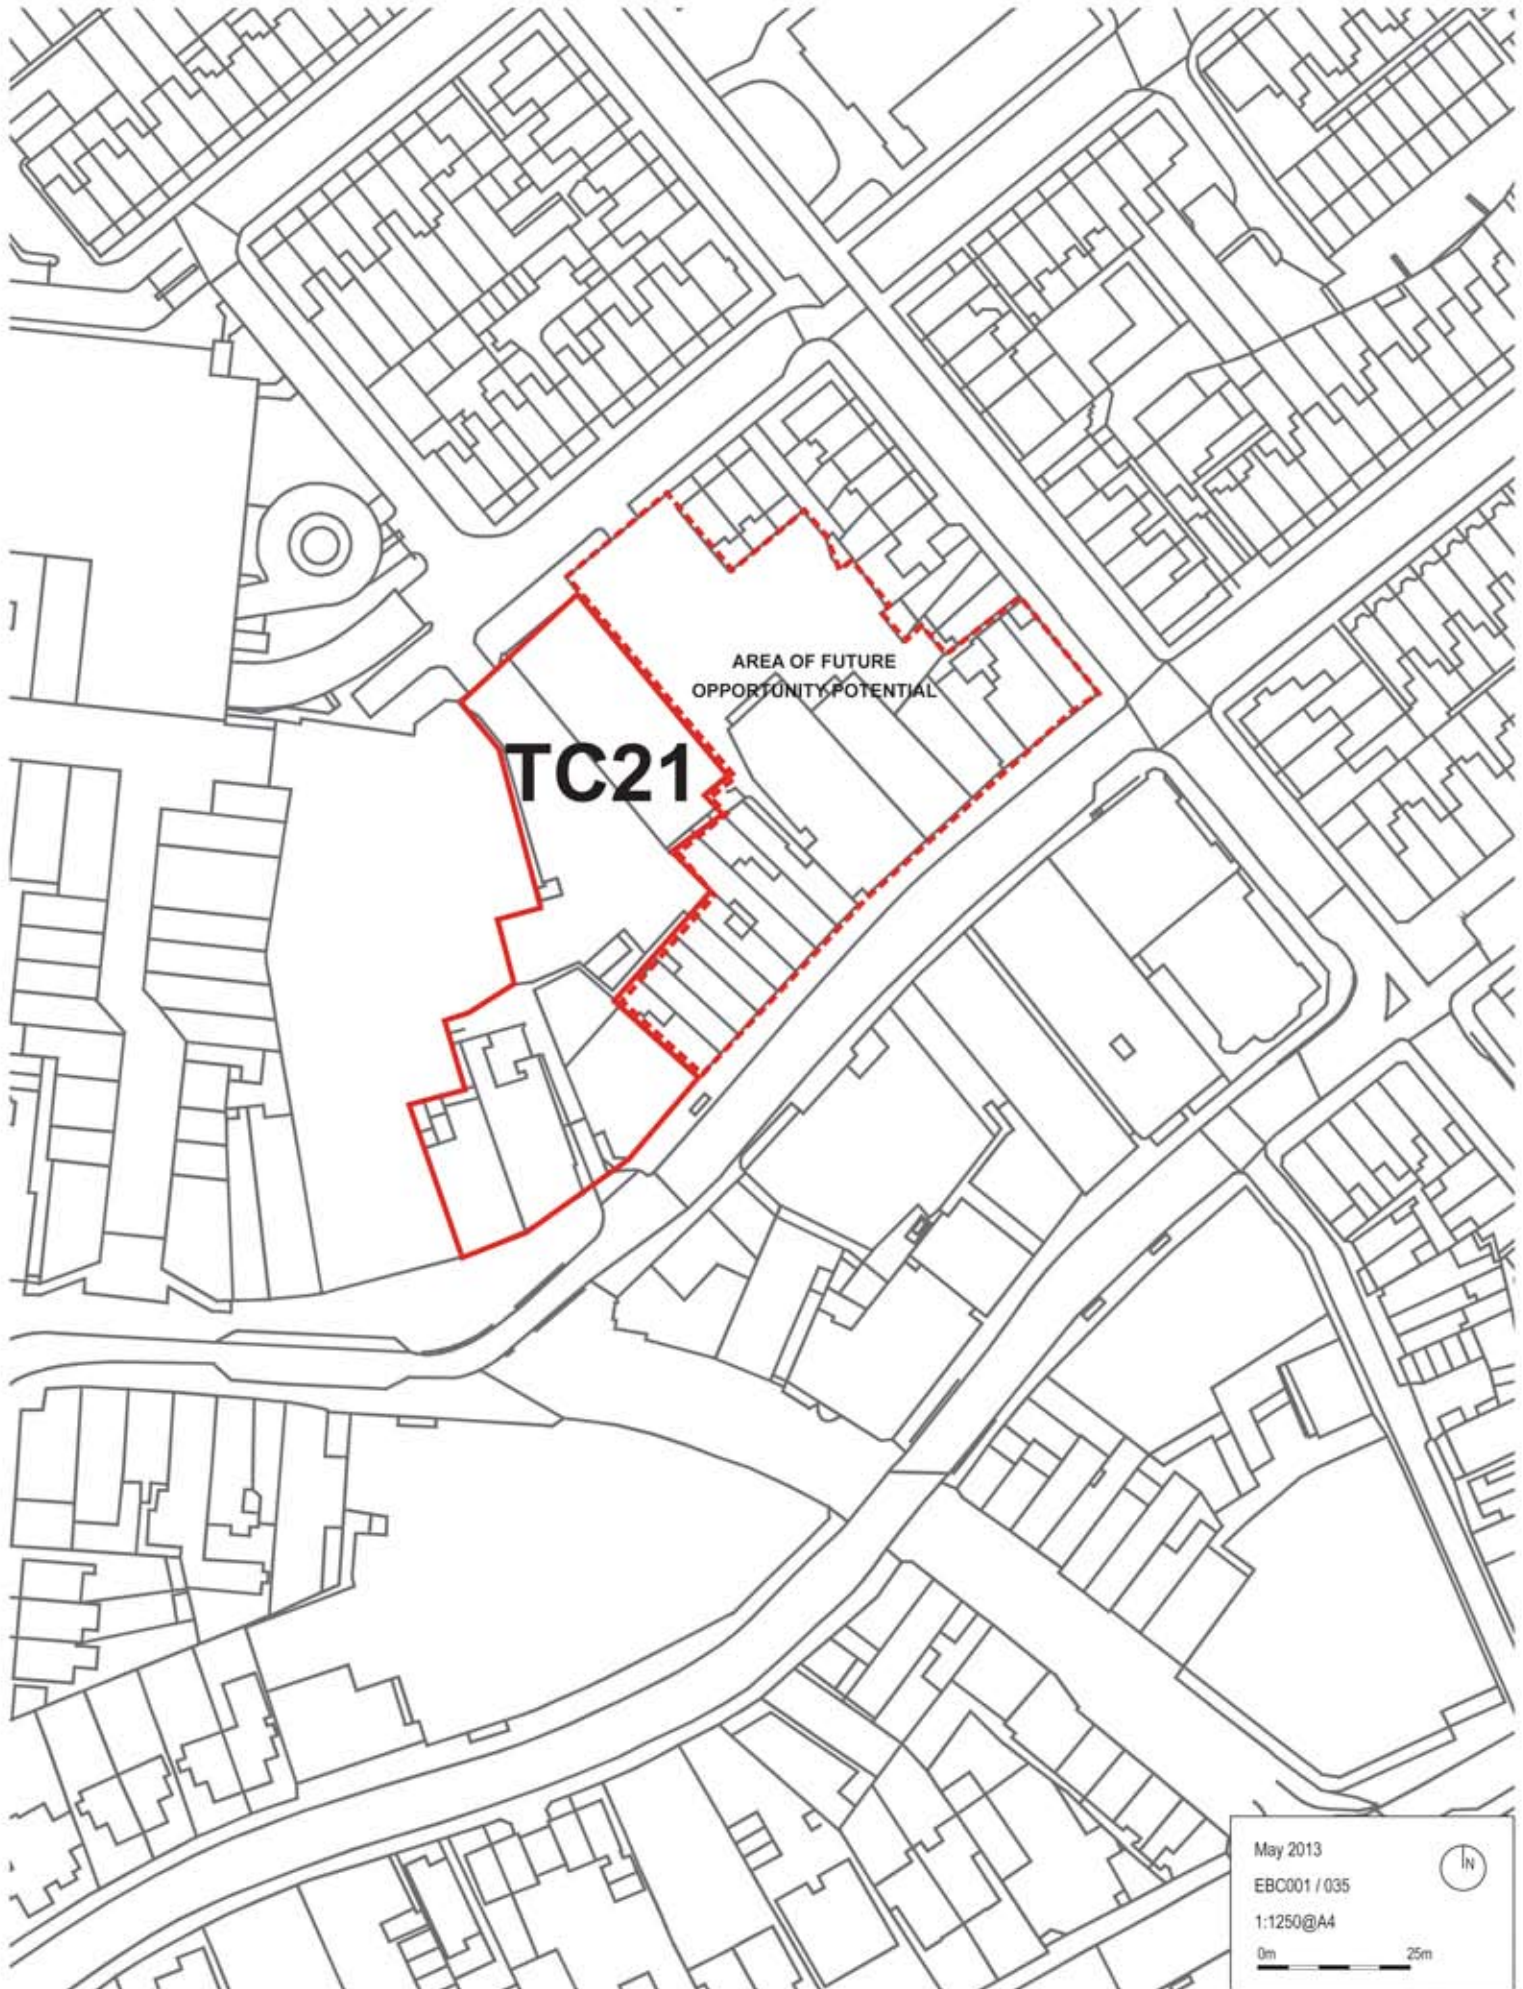 AREA OF FUTURE
OPPORTUNITY POTENTIAL
TC21
May 2013
N
EBC001 / 035
1:1250@A4
0m 25m